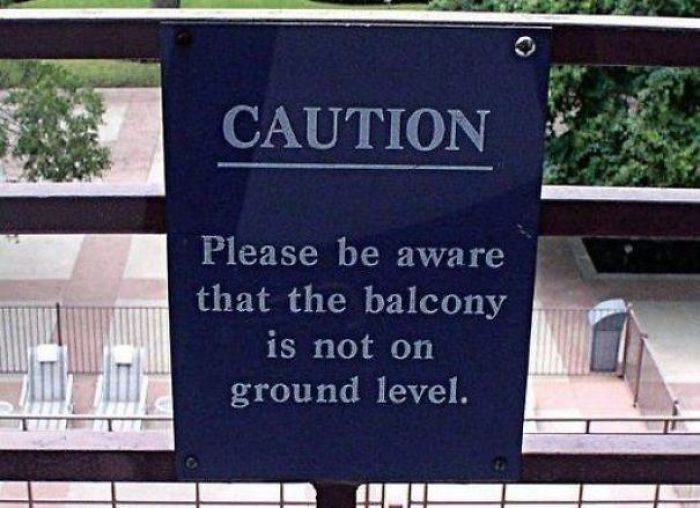 CAUTION
Please be aware
that the balcony
is not on
ground level.